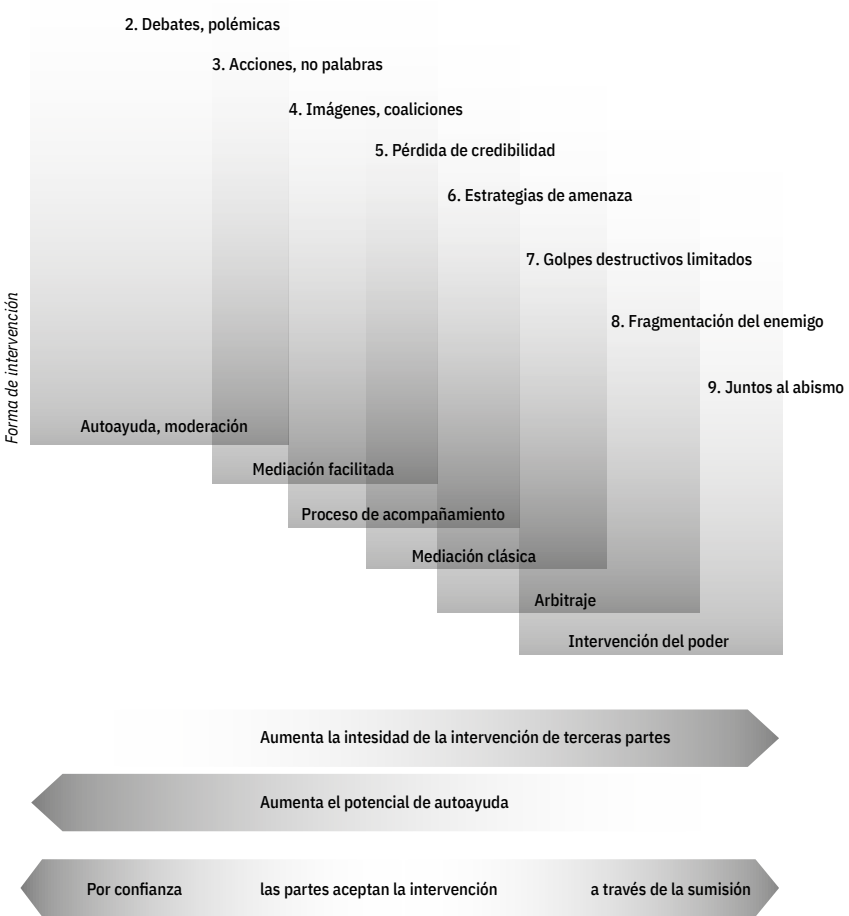 2. Debates, polémicas
3. Acciones, no palabras
4. Imágenes, coaliciones
5. Pérdida de credibilidad
6. Estrategias de amenaza
7. Golpes destructivos limitados
8. Fragmentación del enemigo
9. Juntos al abismo
Forma de intervención
Autoayuda, moderación
Mediación facilitada
Proceso de acompañamiento
Mediación clásica
Arbitraje
Intervención del poder
Aumenta la intesidad de la intervención de terceras partes
Aumenta el potencial de autoayuda
Por confianza las partes aceptan la intervención a través de la sumisión